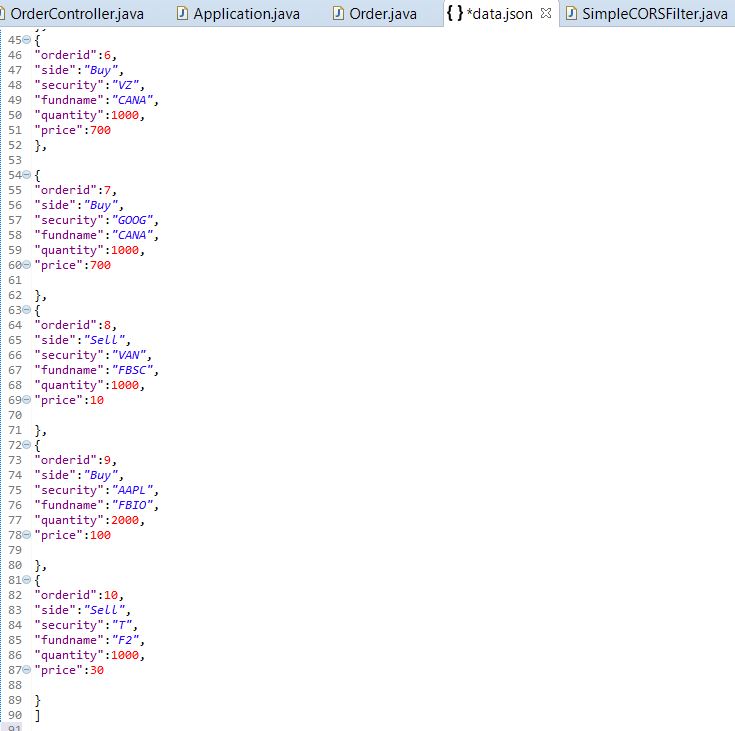 OrderController.java Application.java Order.java { } *data.json SimpleCORSFilter.java
45 {
46 "orderid":6,
47 "side":"Buy",
48 "security":"VZ",
49 "fundname":"CANA",
50 "quantity":1000,
51 "price":700
52 },
53
54 {
55 "orderid":7,
56 "side":"Buy",
57 "security":"GOOG",
58 "fundname":"CANA",
59 "quantity":1000,
60 "price":700
61
62 },
63 {
64 "orderid":8,
65 "side":"Sell",
66 "security":"VAN",
67 "fundname":"FBSC",
68 "quantity":1000,
69 "price":10
70
71 },
72 {
73 "orderid":9,
74 "side":"Buy",
75 "security":"AAPL",
76 "fundname":"FBIO",
77 "quantity":2000,
78 "price":100
79
80 },
81 {
82 "orderid":10,
83 "side":"Sell",
84 "security":"T",
85 "fundname":"F2",
86 "quantity":1000,
87 "price":30
88
89 }
90 ]
91